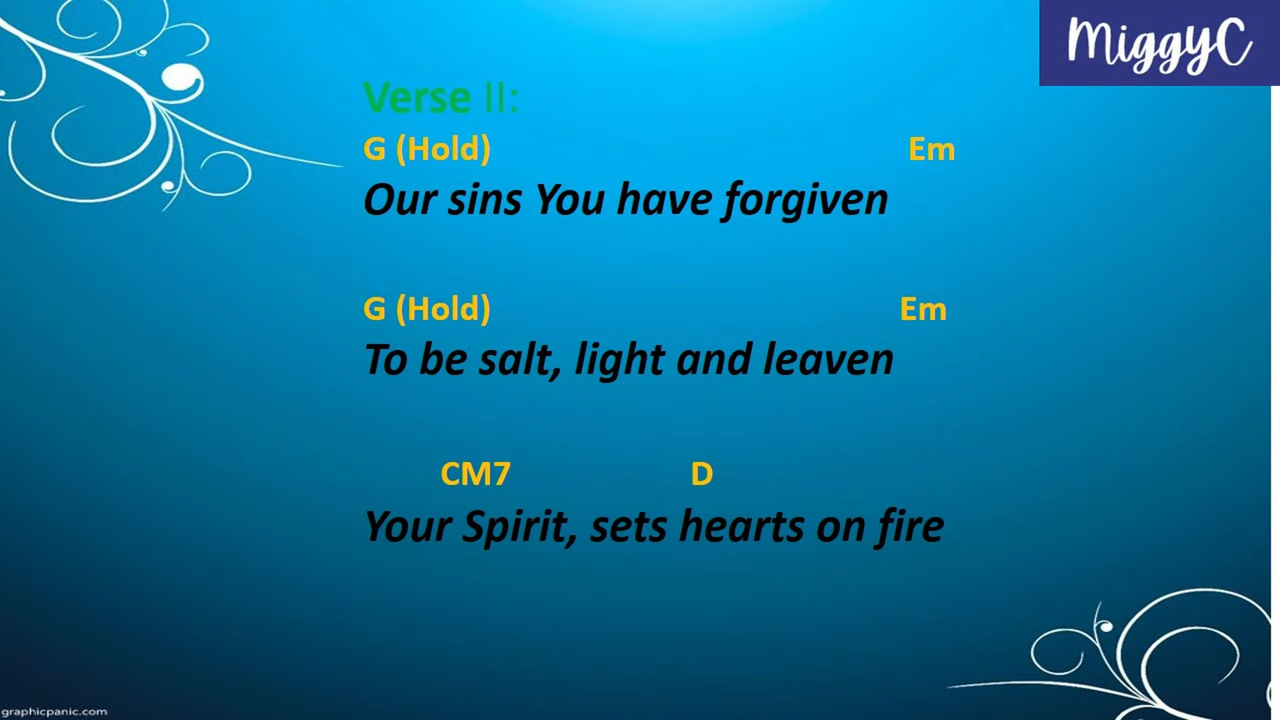 MiggyC
Verse II:
G (Hold) Em
Our sins You have forgiven
G (Hold) Em
To be salt, light and leaven
CM7 D
Your Spirit, sets hearts on fire
graphicpanic.com